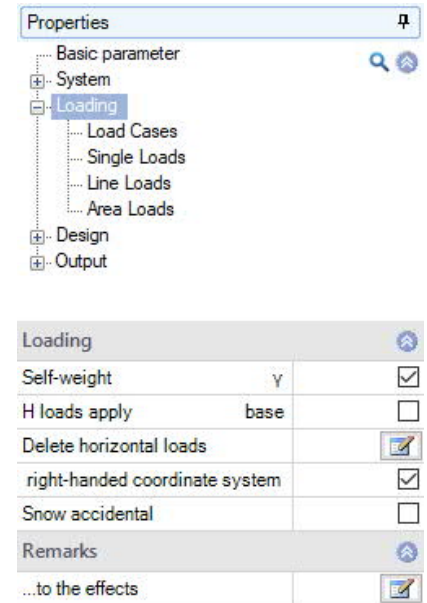 Properties
Basic parameter
System
Loading
Load Cases
Single Loads
Line Loads
Area Loads
Design
Output
Loading
Self-weight γ
H loads apply base
Delete horizontal loads
right-handed coordinate system
Snow accidental
Remarks
...to the effects